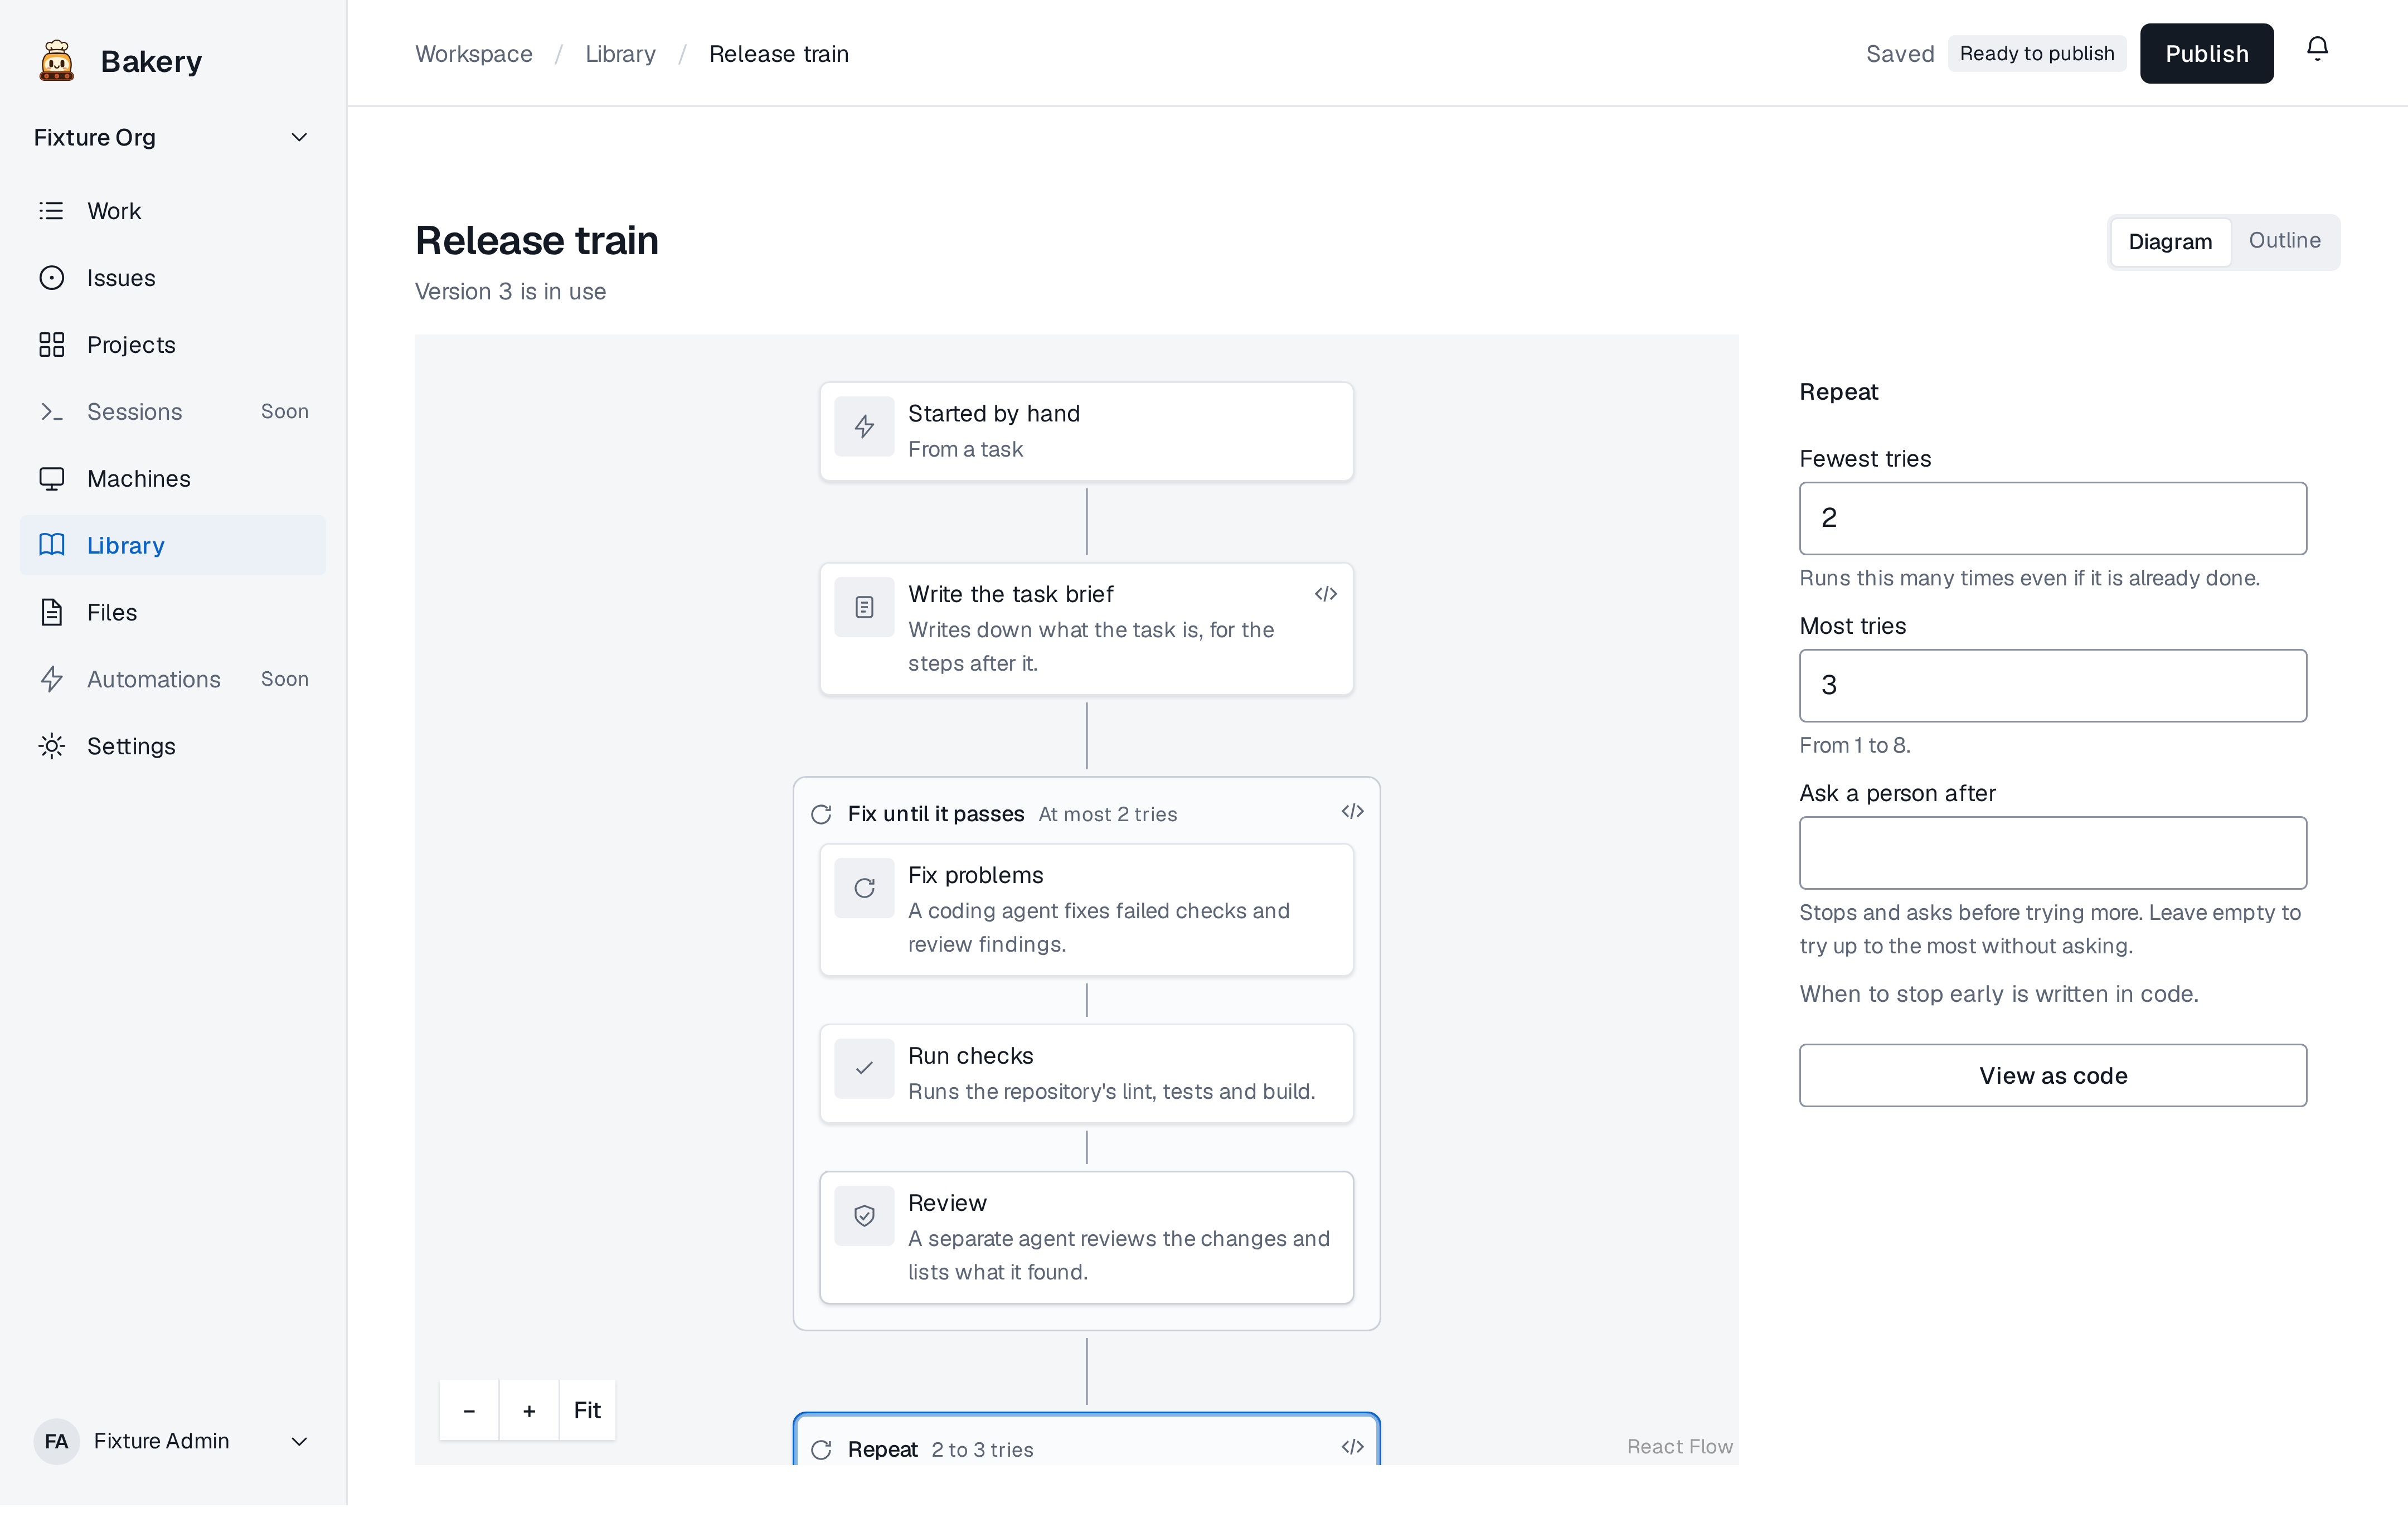 Bakery
Fixture Org
Work
Issues
Projects
Sessions Soon
Machines
Library
Files
Automations Soon
Settings
FA Fixture Admin
Workspace / Library / Release train
Saved Ready to publish Publish
Release train
Version 3 is in use
Diagram Outline
Started by hand
From a task
Write the task brief </>
Writes down what the task is, for the
steps after it.
Fix until it passes At most 2 tries </>
Fix problems
A coding agent fixes failed checks and
review findings.
Run checks
Runs the repository's lint, tests and build.
Review
A separate agent reviews the changes and
lists what it found.
Repeat 2 to 3 tries </>
− + Fit
React Flow
Repeat
Fewest tries
2
Runs this many times even if it is already done.
Most tries
3
From 1 to 8.
Ask a person after
Stops and asks before trying more. Leave empty to
try up to the most without asking.
When to stop early is written in code.
View as code